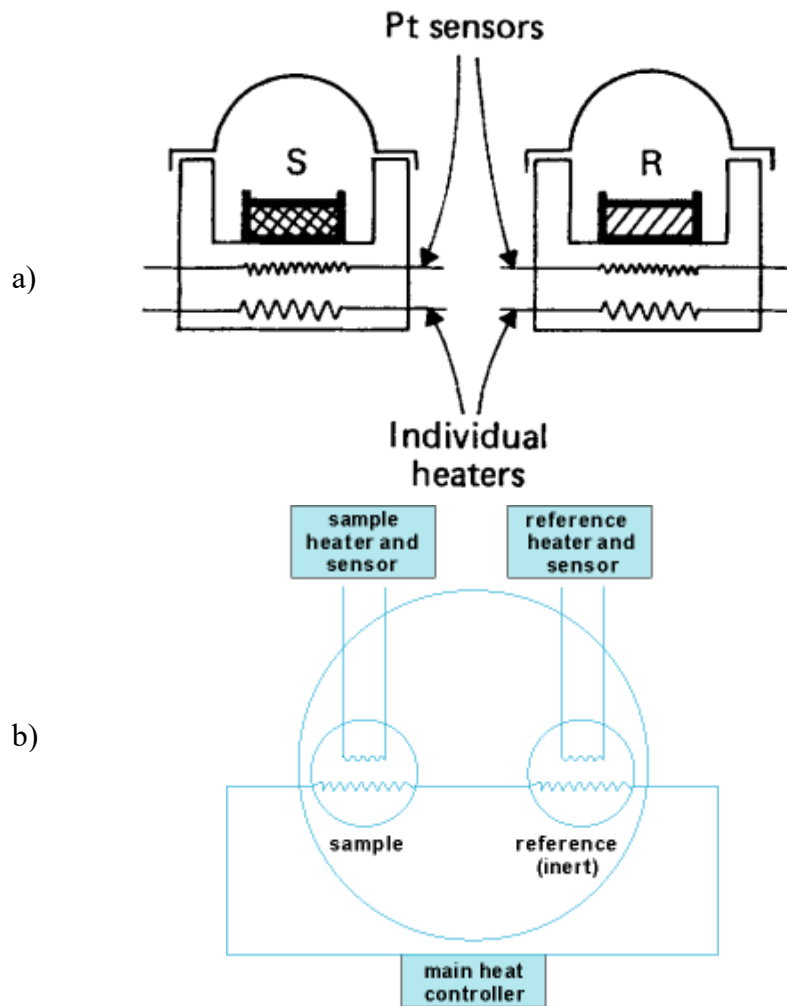 Pt sensors
S
R
a)
Individual
heaters
sample
heater and
sensor
reference
heater and
sensor
b)
sample
reference
(inert)
main heat
controller